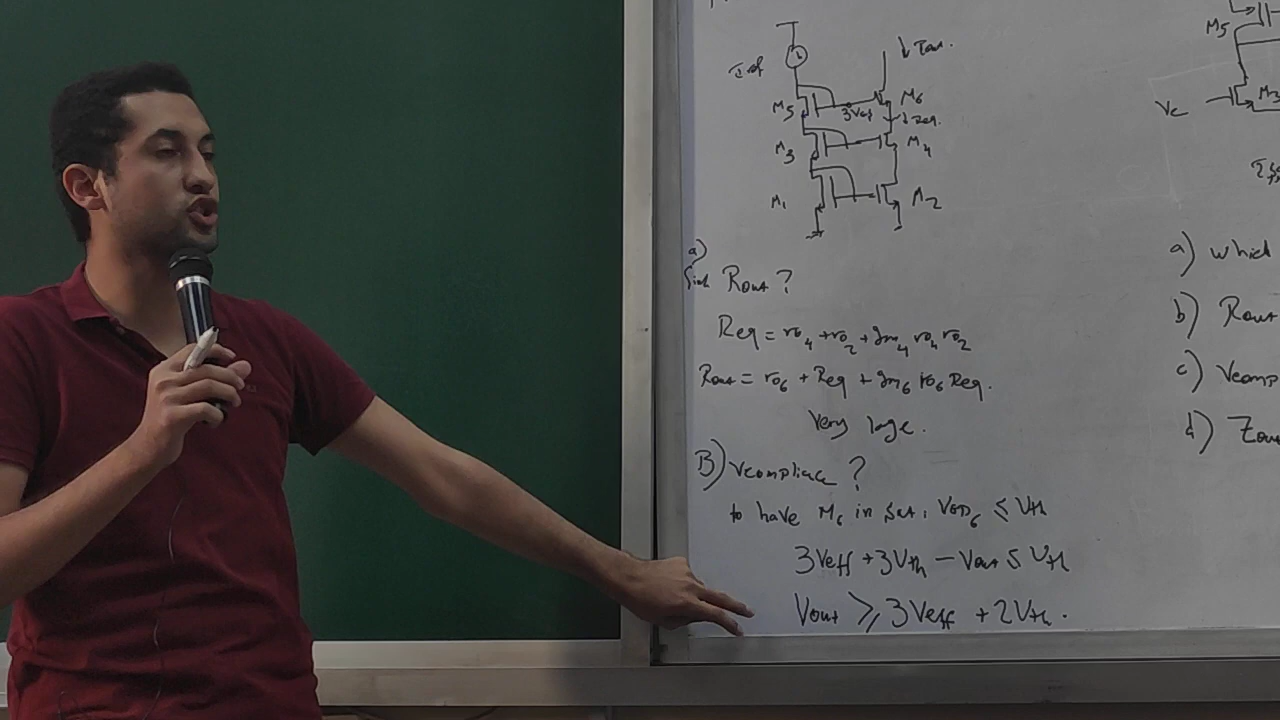 Iref
↓ Iout.
M5
3Veff
M6
↓ Req.
M3
M4
M1
M2
a)
find Rout ?
Req = ro4 + ro2 + gm4 ro4 ro2
Rout = ro6 + Req + gm6 ro6 Req.
Very large.
B) Vcompliance ?
to have M6 in sat, VGD6 ≤ Vth
3Veff + 3Vth - Vout ≤ Vth
Vout ≥ 3Veff + 2Vth.
M5
Vc
M3
a) which
b) Rout
c) Vcomp
d)